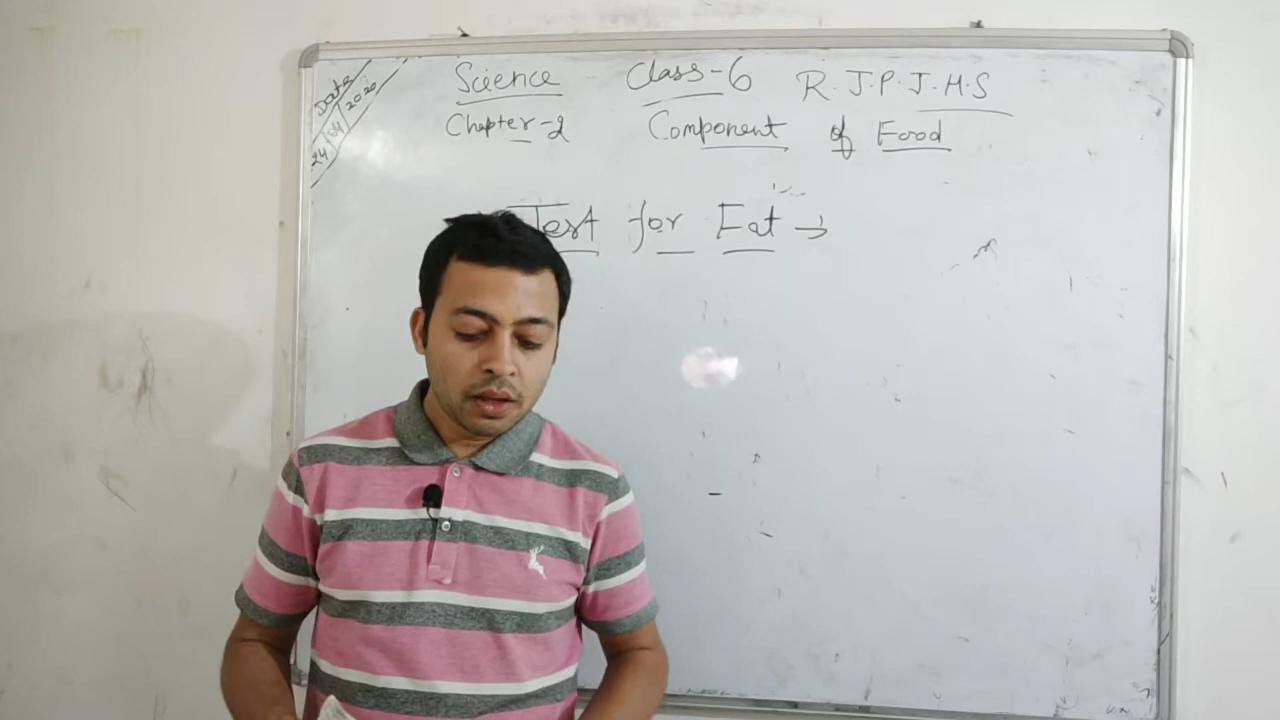 Date
24/04/2020
Science Class-6 R.J.P.J.H.S
Chapter-2 Component of Food
Test for Fat →